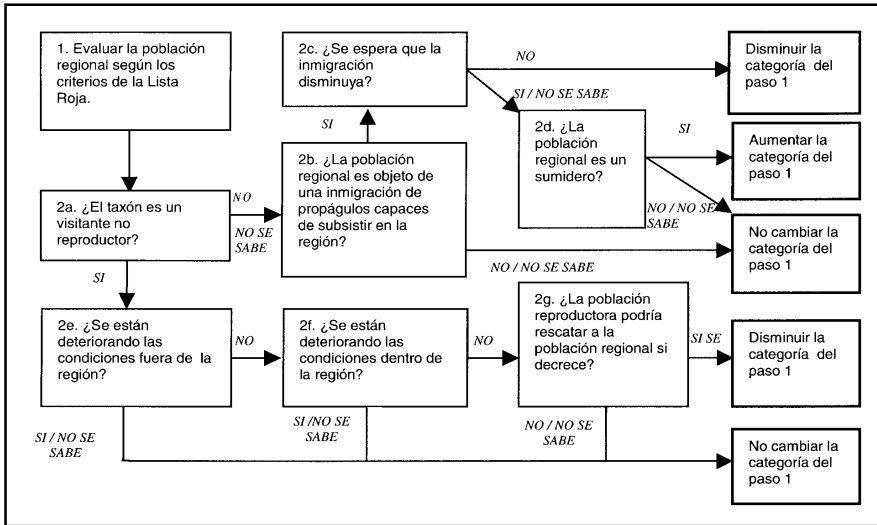 1. Evaluar la población
regional según los
criterios de la Lista
Roja.
2c. ¿Se espera que la
inmigración
disminuya?
NO
Disminuir la
categoría del
paso 1
SI / NO SE SABE
SI
2d. ¿La
población
regional es un
sumidero?
SI
Aumentar la
categoría del
paso 1
2a. ¿El taxón es un
visitante no
reproductor?
NO
NO SE
SABE
2b. ¿La población
regional es objeto de
una inmigración de
propágulos capaces
de subsistir en la
región?
NO / NO SE
SABE
NO / NO SE SABE
No cambiar la
categoría del
paso 1
SI
2e. ¿Se están
deteriorando las
condiciones fuera de la
región?
NO
2f. ¿Se están
deteriorando las
condiciones dentro de
la región?
NO
2g. ¿La población
reproductora podría
rescatar a la
población regional si
decrece?
SI SE
Disminuir la
categoría del
paso 1
SI / NO SE
SABE
SI /NO SE
SABE
NO / NO SE
SABE
No cambiar la
categoría del
paso 1